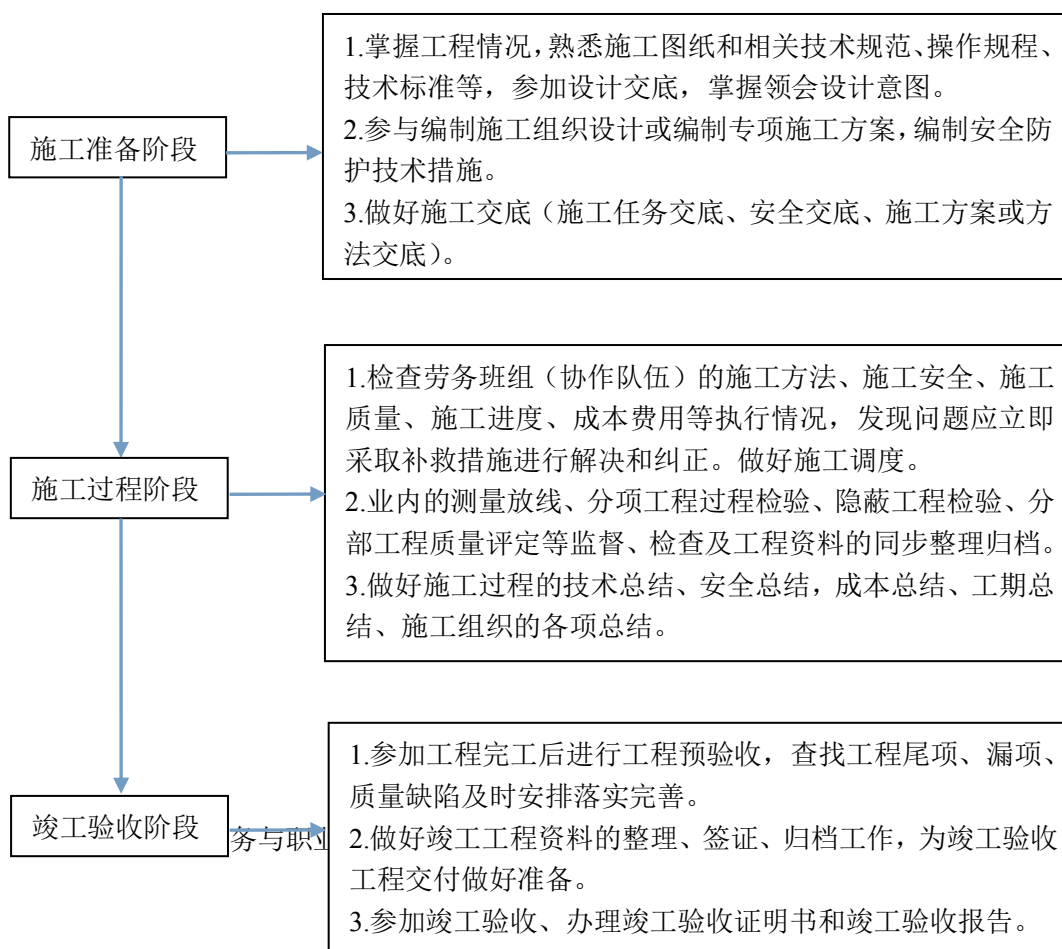 施工准备阶段
1.掌握工程情况，熟悉施工图纸和相关技术规范、操作规程、
技术标准等，参加设计交底，掌握领会设计意图。
2.参与编制施工组织设计或编制专项施工方案，编制安全防
护技术措施。
3.做好施工交底（施工任务交底、安全交底、施工方案或方
法交底）。
施工过程阶段
1.检查劳务班组（协作队伍）的施工方法、施工安全、施工
质量、施工进度、成本费用等执行情况，发现问题应立即
采取补救措施进行解决和纠正。做好施工调度。
2.业内的测量放线、分项工程过程检验、隐蔽工程检验、分
部工程质量评定等监督、检查及工程资料的同步整理归档。
3.做好施工过程的技术总结、安全总结，成本总结、工期总
结、施工组织的各项总结。
竣工验收阶段
务与职业
1.参加工程完工后进行工程预验收，查找工程尾项、漏项、
质量缺陷及时安排落实完善。
2.做好竣工工程资料的整理、签证、归档工作，为竣工验收
工程交付做好准备。
3.参加竣工验收、办理竣工验收证明书和竣工验收报告。